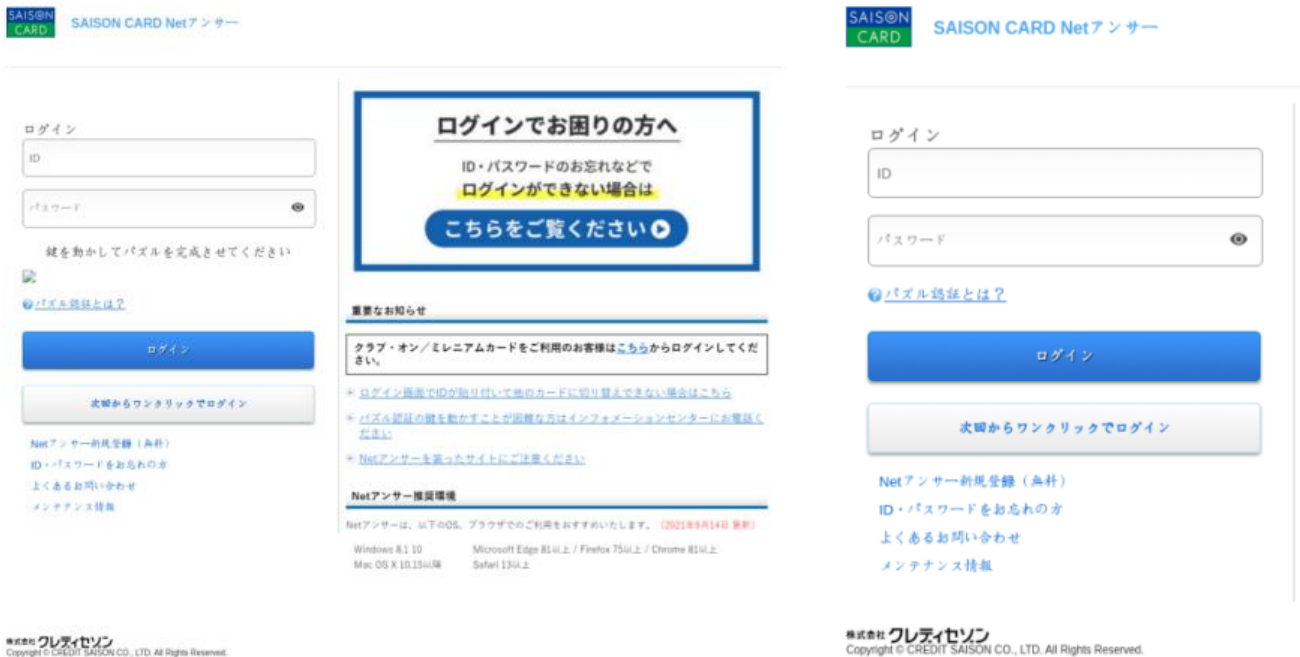 SAISON
CARD
SAISON CARD Netアンサー
ログイン
ID
パスワード
鍵を動かしてパズルを完成させてください
パズル認証とは？
ログイン
次回からワンクリックでログイン
Netアンサー新規登録（無料）
ID・パスワードをお忘れの方
よくあるお問い合わせ
メンテナンス情報
ログインでお困りの方へ
ID・パスワードのお忘れなどで
ログインができない場合は
こちらをご覧ください
重要なお知らせ
クラブ・オン／ミレニアムカードをご利用のお客様はこちらからログインしてくだ
さい。
ログイン画面でIDが貼り付いて他のカードに切り替えできない場合はこちら
パズル認証の鍵を動かすことが困難な方はインフォメーションセンターにお電話く
ださい
Netアンサーを装ったサイトにご注意ください
Netアンサー推奨環境
Netアンサーは、以下のOS、ブラウザでのご利用をおすすめいたします。（2021年9月14日 更新）
Windows 8.1 10 Microsoft Edge 81以上 / Firefox 75以上 / Chrome 81以上
Mac OS X 10.15以降 Safari 13以上
株式会社 クレディセゾン
Copyright © CREDIT SAISON CO., LTD. All Rights Reserved.
SAISON
CARD
SAISON CARD Netアンサー
ログイン
ID
パスワード
パズル認証とは？
ログイン
次回からワンクリックでログイン
Netアンサー新規登録（無料）
ID・パスワードをお忘れの方
よくあるお問い合わせ
メンテナンス情報
株式会社 クレディセゾン
Copyright © CREDIT SAISON CO., LTD. All Rights Reserved.